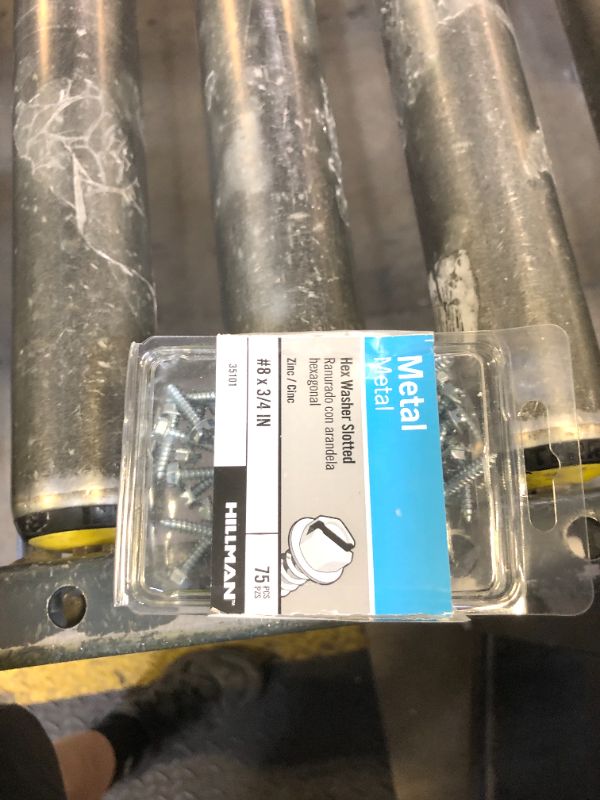 Metal
Metal
Hex Washer Slotted
Ranurado con arandela
hexagonal
Zinc / Cinc
#8 x 3/4 IN
75 PCS
PZS
35101
HILLMAN™